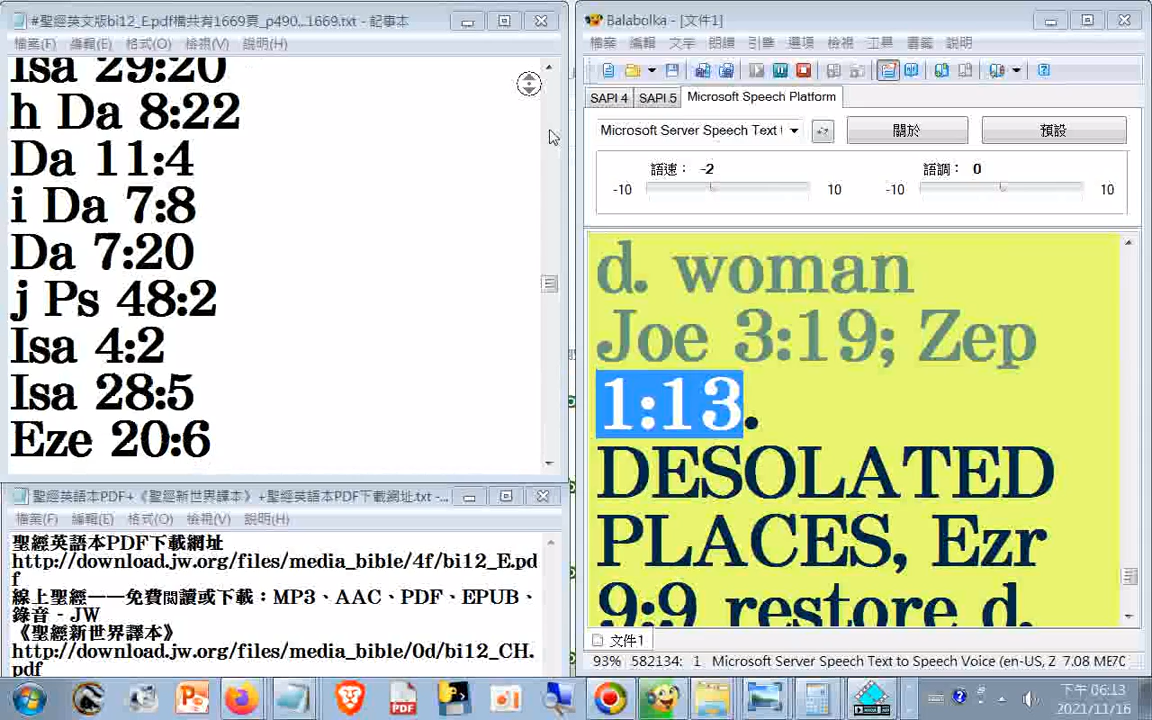 #聖經英文版bi12_E.pdf橫共有1669頁_p490,..1669.txt - 記事本
檔案(F) 編輯(E) 格式(O) 檢視(V) 說明(H)
Isa 29:20
h Da 8:22
Da 11:4
i Da 7:8
Da 7:20
j Ps 48:2
Isa 4:2
Isa 28:5
Eze 20:6
聖經英語本PDF+《聖經新世界譯本》+聖經英語本PDF下載網址.txt -...
檔案(F) 編輯(E) 格式(O) 檢視(V) 說明(H)
聖經英語本PDF下載網址
http://download.jw.org/files/media_bible/4f/bi12_E.pd
f
線上聖經——免費閱讀或下載：MP3、AAC、PDF、EPUB、
錄音 - JW
《聖經新世界譯本》
http://download.jw.org/files/media_bible/0d/bi12_CH.
pdf
Balabolka - [文件1]
檔案 編輯 文字 朗讀 引擎 選項 檢視 工具 書籤 說明
SAPI 4 SAPI 5 Microsoft Speech Platform
Microsoft Server Speech Text 關於 預設
語速： -2 語調： 0
-10 10 -10 10
d. woman
Joe 3:19; Zep
1:13.
DESOLATED
PLACES, Ezr
9:9 restore d.
文件1
93% 582134: 1 Microsoft Server Speech Text to Speech Voice (en-US, Z 7.08 ME
下午 06:13
2021/11/16